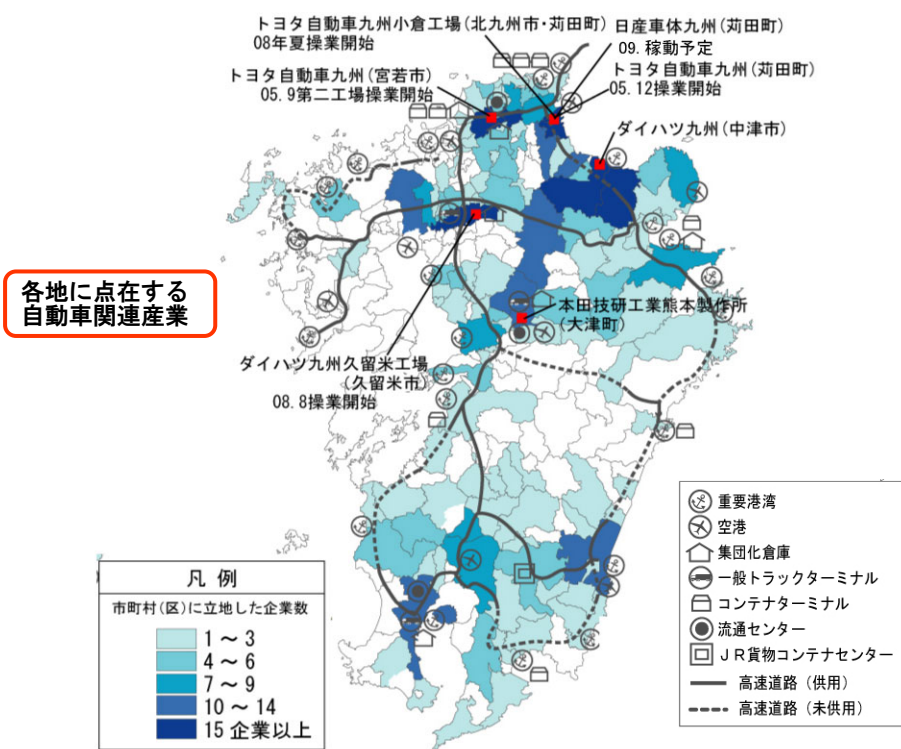 トヨタ自動車九州小倉工場(北九州市・苅田町)
08年夏操業開始
日産車体九州(苅田町)
09.稼動予定
トヨタ自動車九州(宮若市)
05.9第二工場操業開始
トヨタ自動車九州(苅田町)
05.12操業開始
ダイハツ九州(中津市)
各地に点在する
自動車関連産業
本田技研工業熊本製作所
(大津町)
ダイハツ九州久留米工場
(久留米市)
08.8操業開始
凡例
市町村(区)に立地した企業数
1～3
4～6
7～9
10～14
15企業以上
重要港湾
空港
集団化倉庫
一般トラックターミナル
コンテナターミナル
流通センター
JR貨物コンテナセンター
高速道路(供用)
高速道路(未供用)